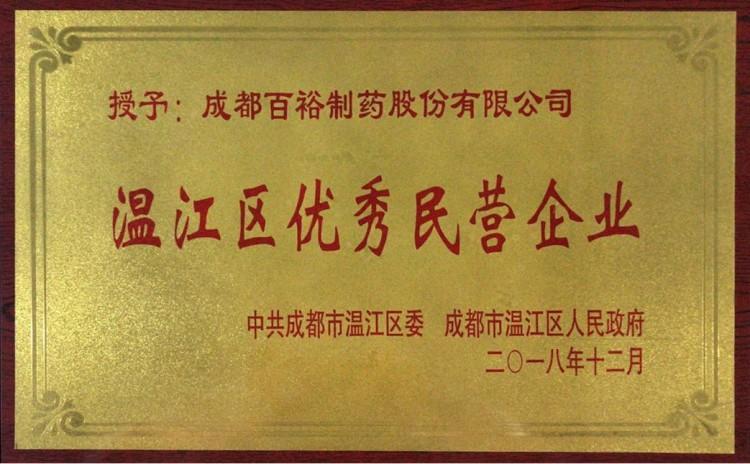 授予：成都百裕制药股份有限公司
温江区优秀民营企业
中共成都市温江区委 成都市温江区人民政府
二〇一八年十二月